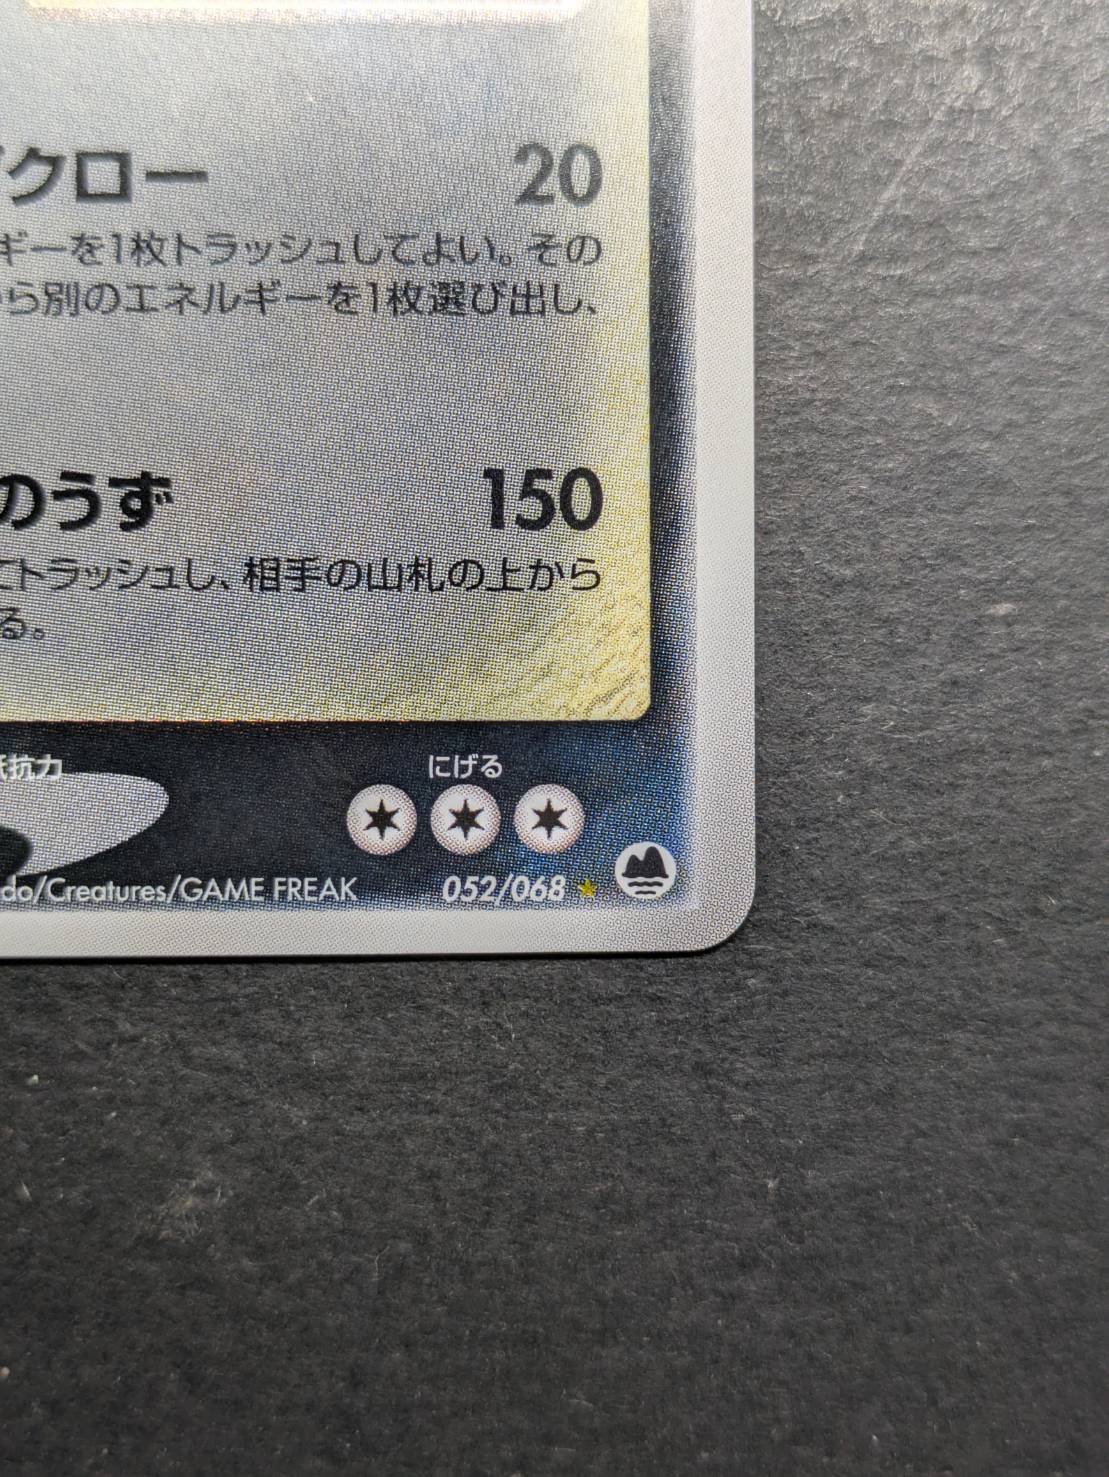 クロー 20
ギーを1枚トラッシュしてよい。その
ら別のエネルギーを1枚選び出し、
のうず 150
トラッシュし、相手の山札の上から
る。
抗力 にげる
do/Creatures/GAME FREAK 052/068